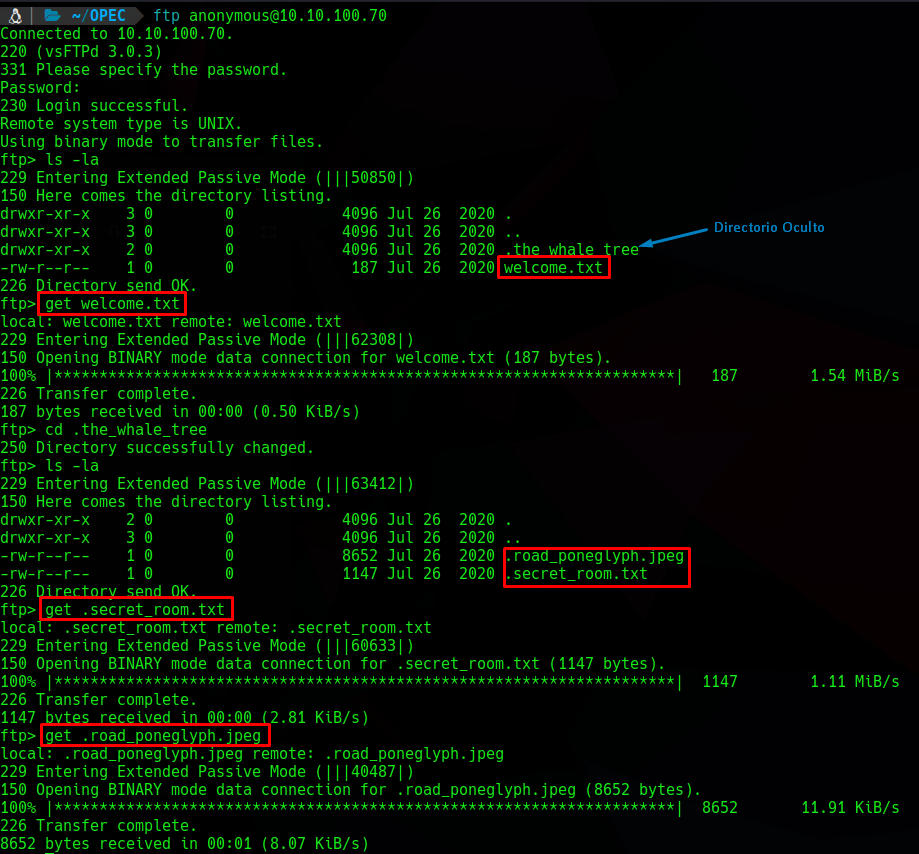 ~/OPEC ftp anonymous@10.10.100.70
Connected to 10.10.100.70.
220 (vsFTPd 3.0.3)
331 Please specify the password.
Password:
230 Login successful.
Remote system type is UNIX.
Using binary mode to transfer files.
ftp> ls -la
229 Entering Extended Passive Mode (|||50850|)
150 Here comes the directory listing.
drwxr-xr-x    3 0        0            4096 Jul 26  2020 .
drwxr-xr-x    3 0        0            4096 Jul 26  2020 ..
drwxr-xr-x    2 0        0            4096 Jul 26  2020 .the_whale_tree Directorio Oculto
-rw-r--r--    1 0        0             187 Jul 26  2020 welcome.txt
226 Directory send OK.
ftp> get welcome.txt
local: welcome.txt remote: welcome.txt
229 Entering Extended Passive Mode (|||62308|)
150 Opening BINARY mode data connection for welcome.txt (187 bytes).
100% |*********************************************************************|   187        1.54 MiB/s
226 Transfer complete.
187 bytes received in 00:00 (0.50 KiB/s)
ftp> cd .the_whale_tree
250 Directory successfully changed.
ftp> ls -la
229 Entering Extended Passive Mode (|||63412|)
150 Here comes the directory listing.
drwxr-xr-x    2 0        0            4096 Jul 26  2020 .
drwxr-xr-x    3 0        0            4096 Jul 26  2020 ..
-rw-r--r--    1 0        0            8652 Jul 26  2020 .road_poneglyph.jpeg
-rw-r--r--    1 0        0            1147 Jul 26  2020 .secret_room.txt
226 Directory send OK.
ftp> get .secret_room.txt
local: .secret_room.txt remote: .secret_room.txt
229 Entering Extended Passive Mode (|||60633|)
150 Opening BINARY mode data connection for .secret_room.txt (1147 bytes).
100% |*********************************************************************|  1147        1.11 MiB/s
226 Transfer complete.
1147 bytes received in 00:00 (2.81 KiB/s)
ftp> get .road_poneglyph.jpeg
local: .road_poneglyph.jpeg remote: .road_poneglyph.jpeg
229 Entering Extended Passive Mode (|||40487|)
150 Opening BINARY mode data connection for .road_poneglyph.jpeg (8652 bytes).
100% |*********************************************************************|  8652       11.91 KiB/s
226 Transfer complete.
8652 bytes received in 00:01 (8.07 KiB/s)